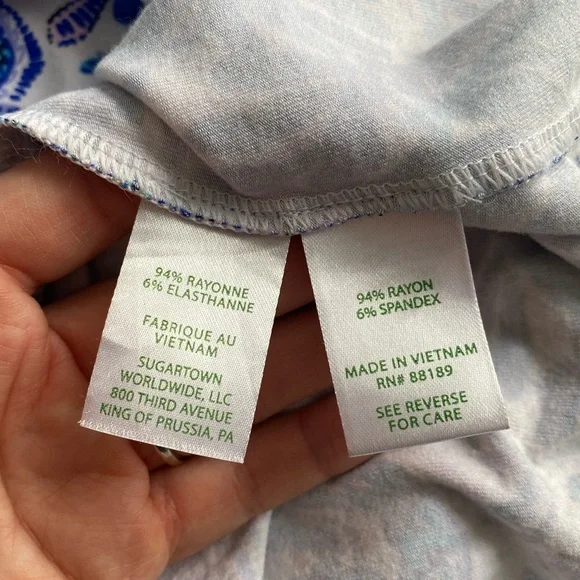 94% RAYONNE
6% ELASTHANNE
FABRIQUE AU
VIETNAM
SUGARTOWN
WORLDWIDE, LLC
800 THIRD AVENUE
KING OF PRUSSIA, PA
94% RAYON
6% SPANDEX
MADE IN VIETNAM
RN# 88189
SEE REVERSE
FOR CARE